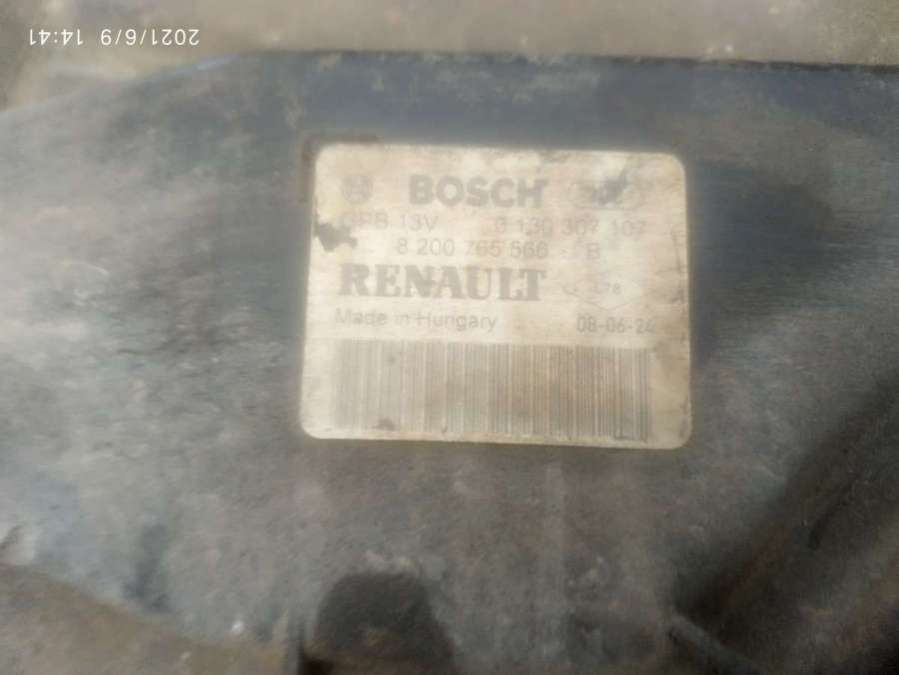 2021/6/9 14:41
BOSCH
GPB 13V 0 130 307 107
8 200 765 566 - B
RENAULT
Made in Hungary 08-06-24